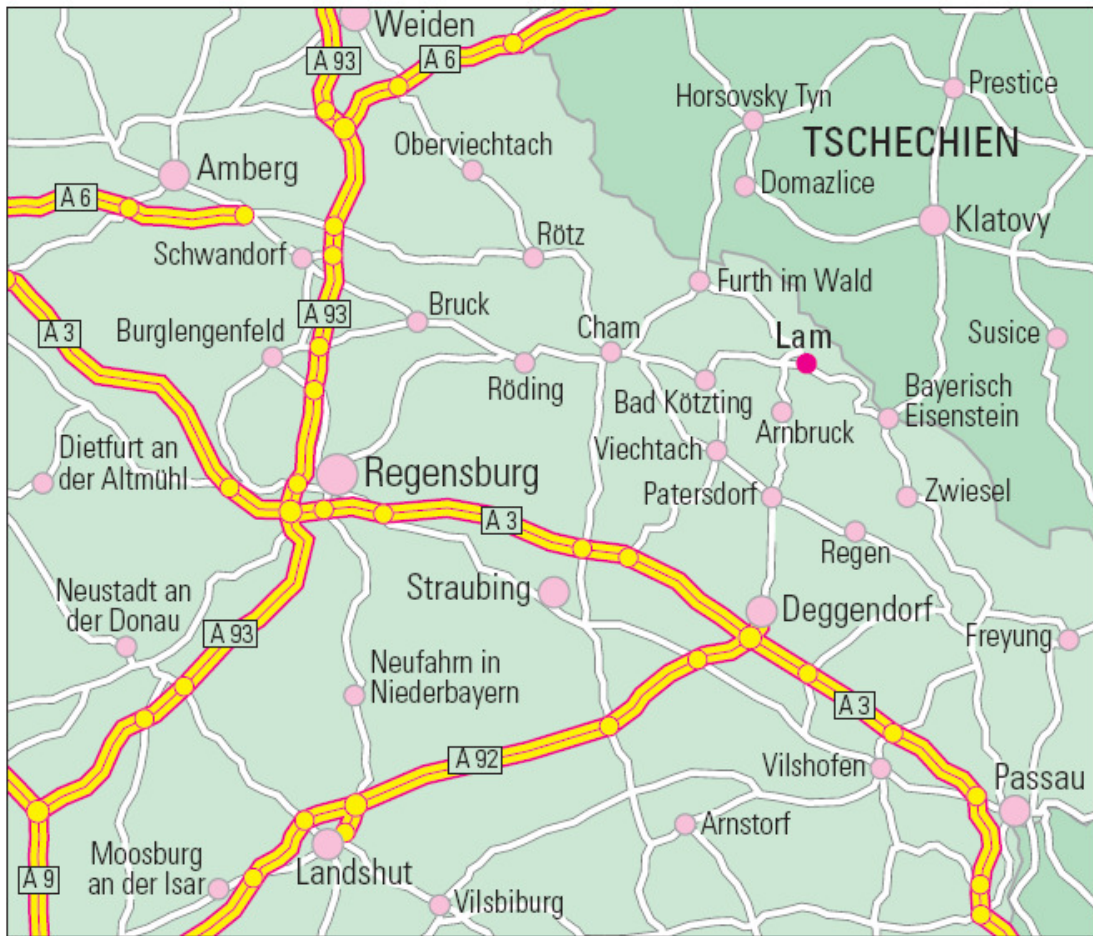 Weiden
A 93
A 6
Prestice
Horsovsky Tyn
TSCHECHIEN
Oberviechtach
Amberg
Domazlice
A 6
Klatovy
Rötz
Schwandorf
Furth im Wald
Bruck
A 93
A 3
Burglengenfeld
Cham
Lam
Susice
Röding
Bad Kötzting
Bayerisch
Eisenstein
Arnbruck
Dietfurt an
der Altmühl
Viechtach
Regensburg
Patersdorf
Zwiesel
A 3
Regen
Neustadt an
der Donau
Straubing
Deggendorf
A 93
Freyung
Neufahrn in
Niederbayern
A 3
A 92
Vilshofen
Passau
Arnstorf
Moosburg
an der Isar
A 9
Landshut
Vilsbiburg